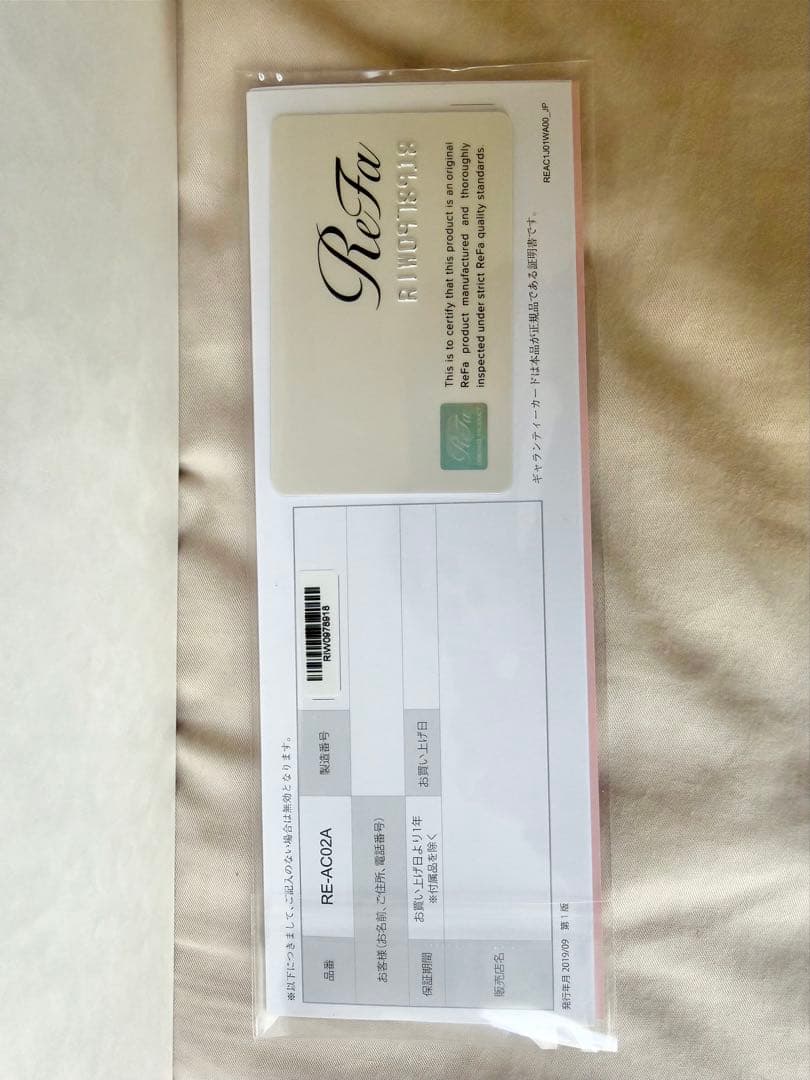 ※以下につきまして、ご記入のない場合は無効となります。
品番 RE-AC02A 製造番号
RIW0978918
お客様(お名前、ご住所、電話番号)
保証期間 お買い上げ日より1年 お買い上げ日
※付属品を除く
販売店名
発行年月 2019/09 第1版
ReFa
RIW0978918
This is to certify that this product is an original
ReFa product manufactured and thoroughly
inspected under strict ReFa quality standards
ReFa
ギャランティーカードは本品が正規品である証明書です。
REAC1J01WA00_JP